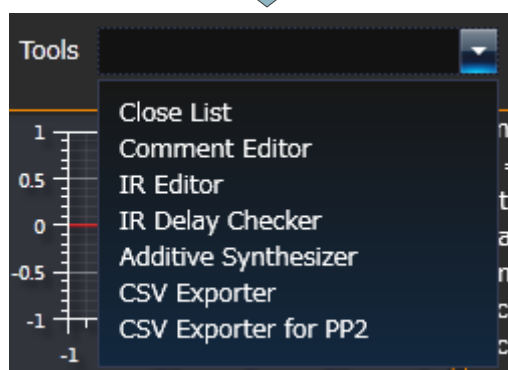 Tools
Close List
Comment Editor
IR Editor
IR Delay Checker
Additive Synthesizer
CSV Exporter
CSV Exporter for PP2
1
0.5
0
-0.5
-1
-1